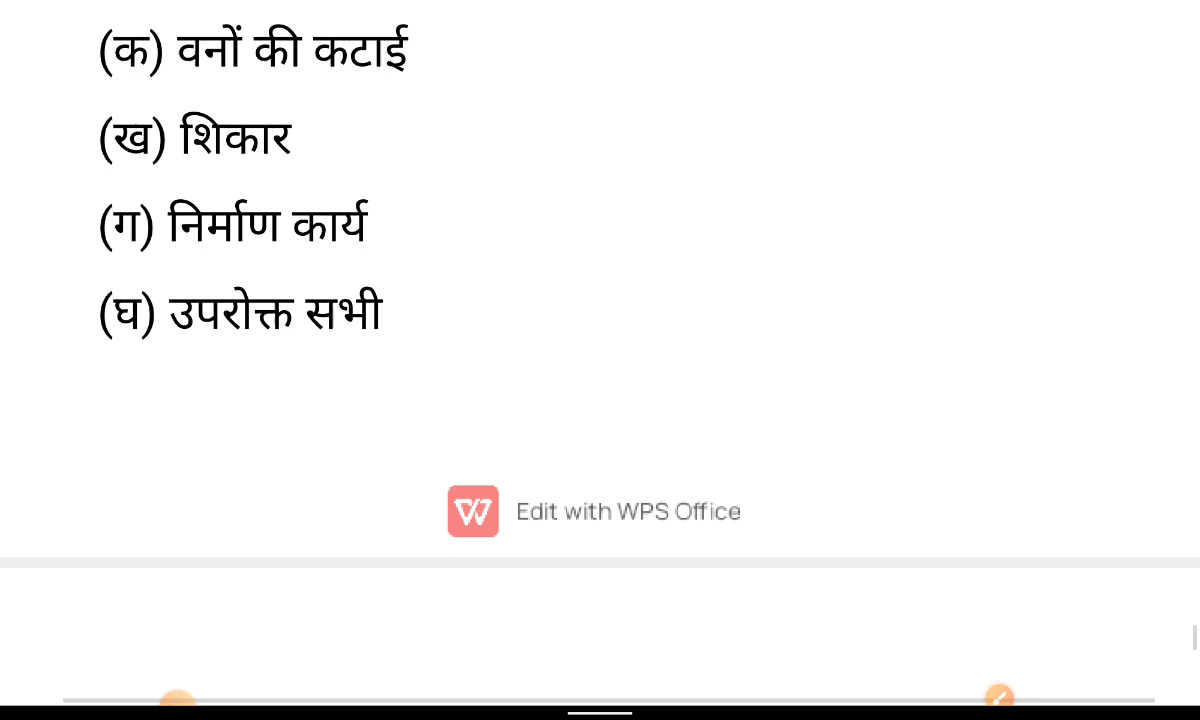 (क) वनों की कटाई
(ख) शिकार
(ग) निर्माण कार्य
(घ) उपरोक्त सभी
Edit with WPS Office